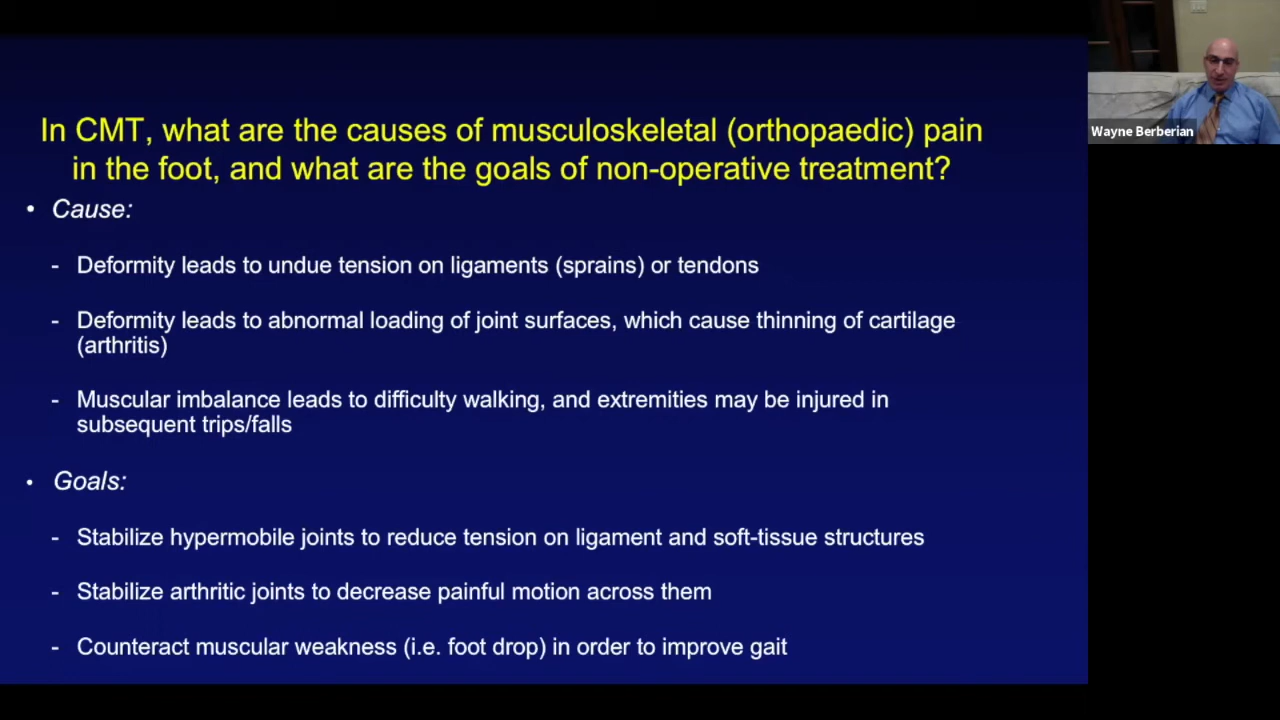 In CMT, what are the causes of musculoskeletal (orthopaedic) pain
in the foot, and what are the goals of non-operative treatment?
• Cause:
- Deformity leads to undue tension on ligaments (sprains) or tendons
- Deformity leads to abnormal loading of joint surfaces, which cause thinning of cartilage
(arthritis)
- Muscular imbalance leads to difficulty walking, and extremities may be injured in
subsequent trips/falls
• Goals:
- Stabilize hypermobile joints to reduce tension on ligament and soft-tissue structures
- Stabilize arthritic joints to decrease painful motion across them
- Counteract muscular weakness (i.e. foot drop) in order to improve gait
Wayne Berberian